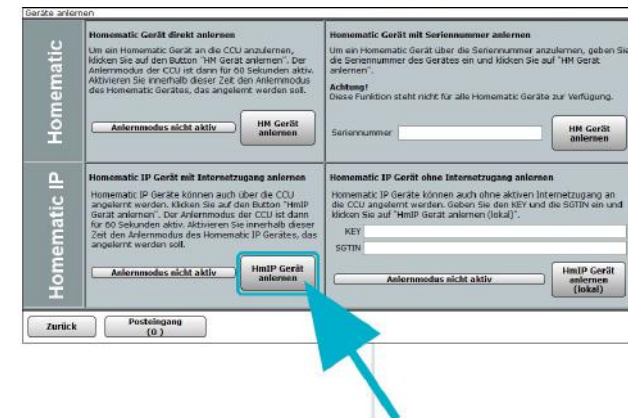 Geräte anlernen
Homematic
Homematic Gerät direkt anlernen
Um ein Homematic Gerät an die CCU anzulernen,
klicken Sie auf den Button "HM Gerät anlernen". Der
Anlernmodus der CCU ist dann für 60 Sekunden aktiv.
Aktivieren Sie innerhalb dieser Zeit den Anlernmodus
des Homematic Gerätes, das angelernt werden soll.
Anlernmodus nicht aktiv
HM Gerät
anlernen
Homematic Gerät mit Seriennummer anlernen
Um ein Homematic Gerät über die Seriennummer anzulernen, geben Sie
die Seriennummer des Gerätes ein und klicken Sie auf "HM Gerät
anlernen".
Achtung!
Diese Funktion steht nicht für alle Homematic Geräte zur Verfügung.
Seriennummer
HM Gerät
anlernen
Homematic IP
Homematic IP Gerät mit Internetzugang anlernen
Homematic IP Geräte können auch über die CCU
angelernt werden. Klicken Sie auf den Button "HmIP
Gerät anlernen". Der Anlernmodus der CCU ist dann
für 60 Sekunden aktiv. Aktivieren Sie innerhalb dieser
Zeit den Anlernmodus des Homematic IP Gerätes, das
angelernt werden soll.
Anlernmodus nicht aktiv
HmIP Gerät
anlernen
Homematic IP Gerät ohne Internetzugang anlernen
Homematic IP Geräte können auch ohne aktiven Internetzugang an
die CCU angelernt werden. Geben Sie den KEY und die SGTIN ein und
klicken Sie auf "HmIP Gerät anlernen (lokal)".
KEY
SGTIN
Anlernmodus nicht aktiv
HmIP Gerät
anlernen
(lokal)
Zurück
Posteingang
(0 )